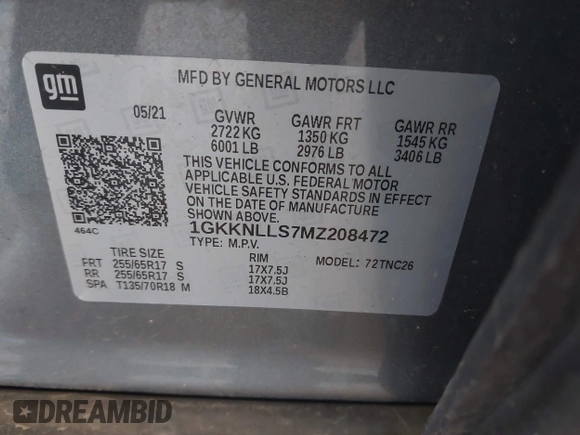 gm
MFD BY GENERAL MOTORS LLC
05/21 GVWR GAWR FRT GAWR RR
2722 KG 1350 KG 1545 KG
6001 LB 2976 LB 3406 LB
THIS VEHICLE CONFORMS TO ALL
APPLICABLE U.S. FEDERAL MOTOR
VEHICLE SAFETY STANDARDS IN EFFECT
ON THE DATE OF MANUFACTURE
SHOWN ABOVE.
464C
1GKKNLLS7MZ208472
TYPE: M.P.V. MODEL: 72TNC26
TIRE SIZE RIM
FRT 255/65R17 S 17X7.5J
RR 255/65R17 S 17X7.5J
SPA T135/70R18 M 18X4.5B
DREAMBID